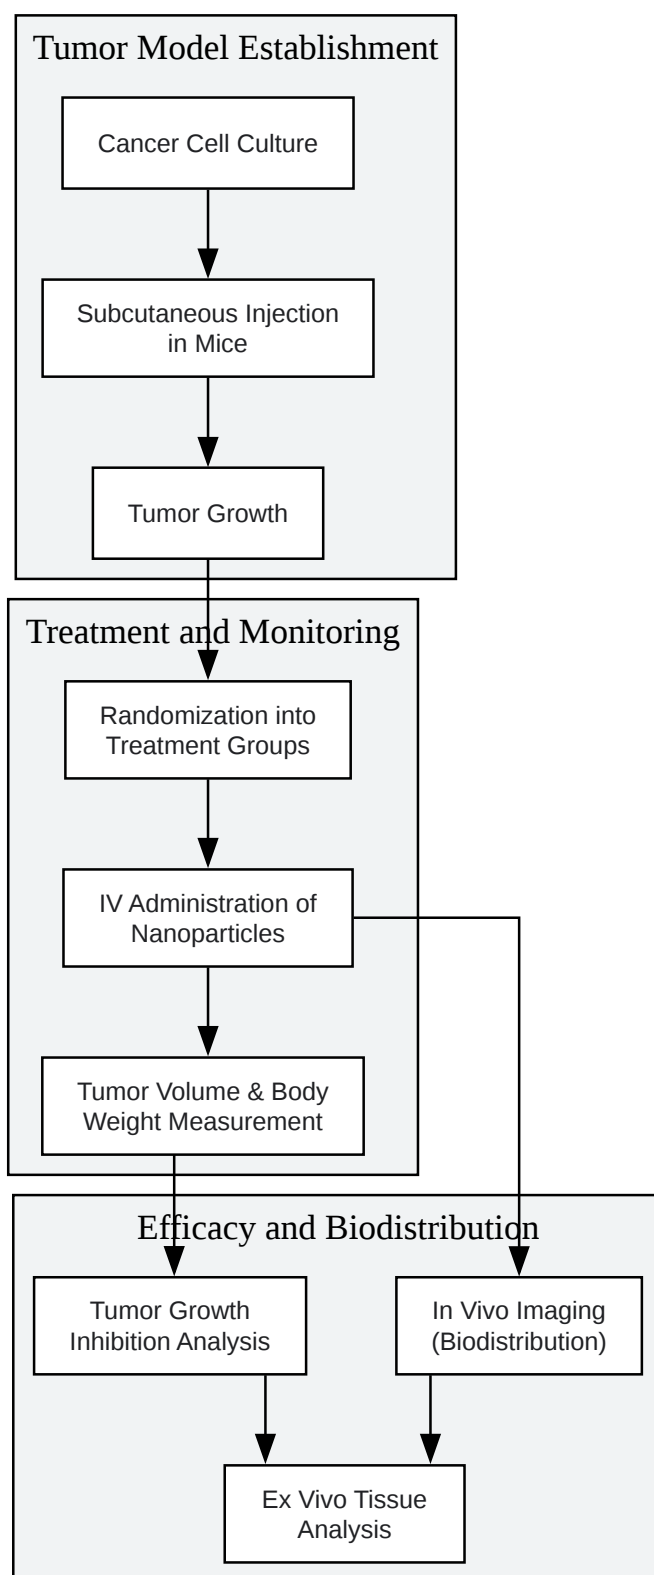 Tumor Model Establishment
Cancer Cell Culture
Subcutaneous Injection
in Mice
Tumor Growth
Treatment and Monitoring
Randomization into
Treatment Groups
IV Administration of
Nanoparticles
Tumor Volume & Body
Weight Measurement
Efficacy and Biodistribution
Tumor Growth
Inhibition Analysis
In Vivo Imaging
(Biodistribution)
Ex Vivo Tissue
Analysis